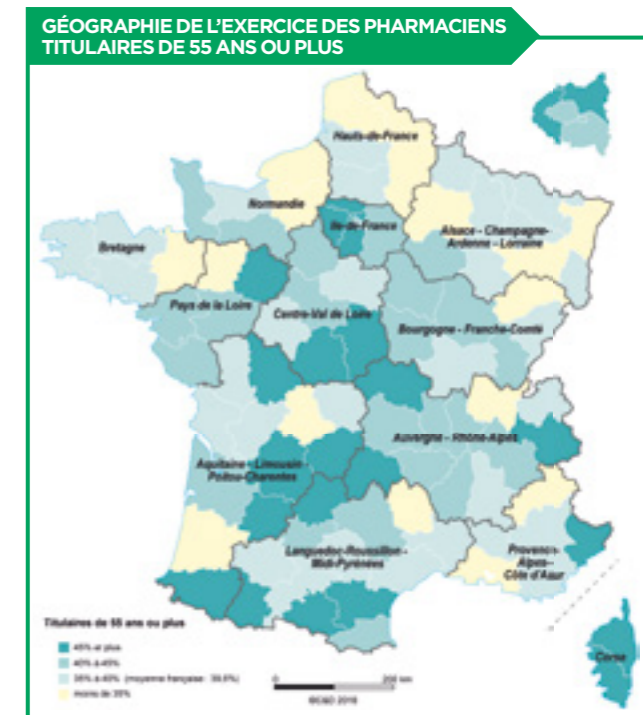 GÉOGRAPHIE DE L'EXERCICE DES PHARMACIENS
TITULAIRES DE 55 ANS OU PLUS
Hauts-de-France
Normandie
Ile-de-France
Alsace - Champagne-
Ardenne - Lorraine
Bretagne
Pays de la Loire
Centre-Val de Loire
Bourgogne - Franche-Comté
Auvergne - Rhône-Alpes
Aquitaine - Limousin -
Poitou-Charentes
Languedoc-Roussillon -
Midi-Pyrénées
Provence-
Alpes-
Côte d'Azur
Corse
Titulaires de 55 ans ou plus
45% et plus
40% à 45%
35% à 40% (moyenne française : 39,6%)
moins de 35%
0
200 km